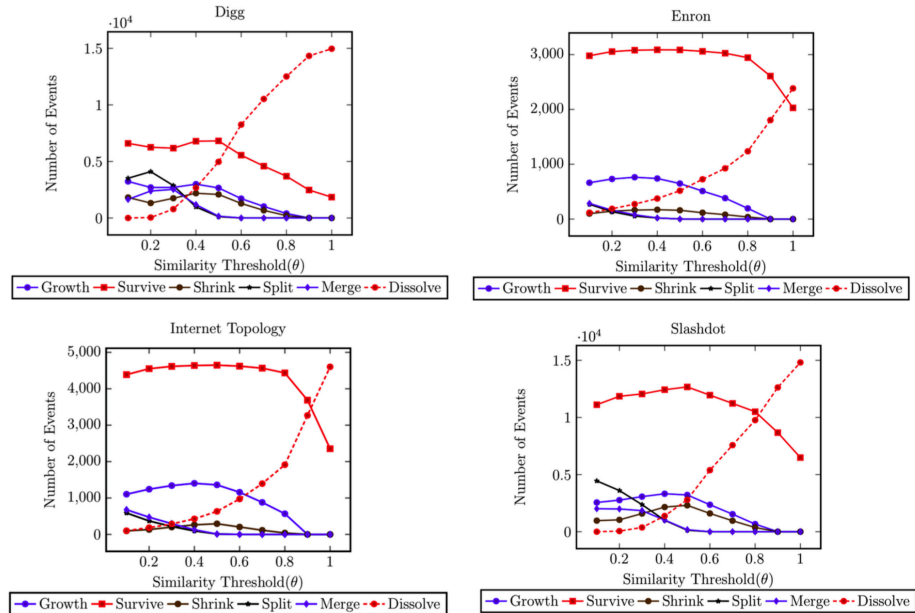 Digg
·10⁴
1.5
1
0.5
0
0.2 0.4 0.6 0.8 1
Number of Events
Similarity Threshold(θ)
Growth Survive Shrink Split Merge Dissolve
Enron
3,000
2,000
1,000
0
0.2 0.4 0.6 0.8 1
Number of Events
Similarity Threshold(θ)
Growth Survive Shrink Split Merge Dissolve
Internet Topology
5,000
4,000
3,000
2,000
1,000
0
0.2 0.4 0.6 0.8 1
Number of Events
Similarity Threshold(θ)
Growth Survive Shrink Split Merge Dissolve
Slashdot
·10⁴
1.5
1
0.5
0
0.2 0.4 0.6 0.8 1
Number of Events
Similarity Threshold(θ)
Growth Survive Shrink Split Merge Dissolve